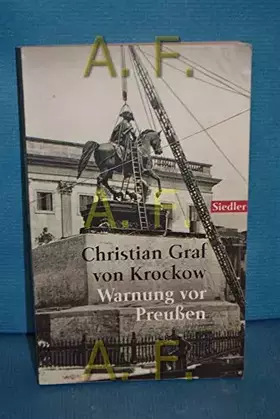 A. F.
Siedler
A. F.
Christian Graf
von Krockow
Warnung vor
Preußen
A. F.